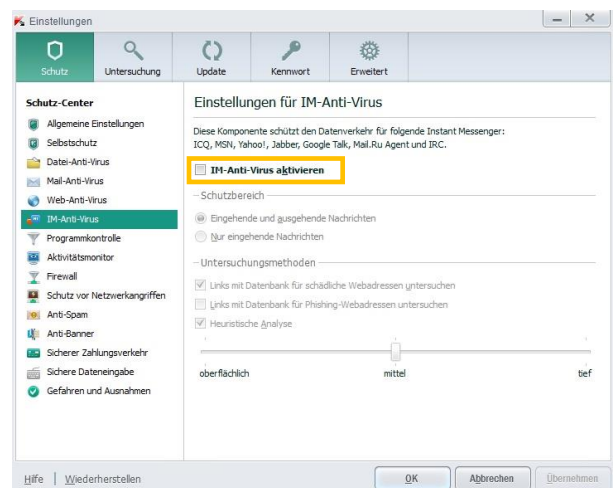 Einstellungen
Schutz
Untersuchung
Update
Kennwort
Erweitert
Schutz-Center
Allgemeine Einstellungen
Selbstschutz
Datei-Anti-Virus
Mail-Anti-Virus
Web-Anti-Virus
IM-Anti-Virus
Programmkontrolle
Aktivitätsmonitor
Firewall
Schutz vor Netzwerkangriffen
Anti-Spam
Anti-Banner
Sicherer Zahlungsverkehr
Sichere Dateneingabe
Gefahren und Ausnahmen
Einstellungen für IM-Anti-Virus
Diese Komponente schützt den Datenverkehr für folgende Instant Messenger:
ICQ, MSN, Yahoo!, Jabber, Google Talk, Mail.Ru Agent und IRC.
IM-Anti-Virus aktivieren
Schutzbereich
Eingehende und ausgehende Nachrichten
Nur eingehende Nachrichten
Untersuchungsmethoden
Links mit Datenbank für schädliche Webadressen untersuchen
Links mit Datenbank für Phishing-Webadressen untersuchen
Heuristische Analyse
oberflächlich mittel tief
Hilfe | Wiederherstellen
OK
Abbrechen
Übernehmen